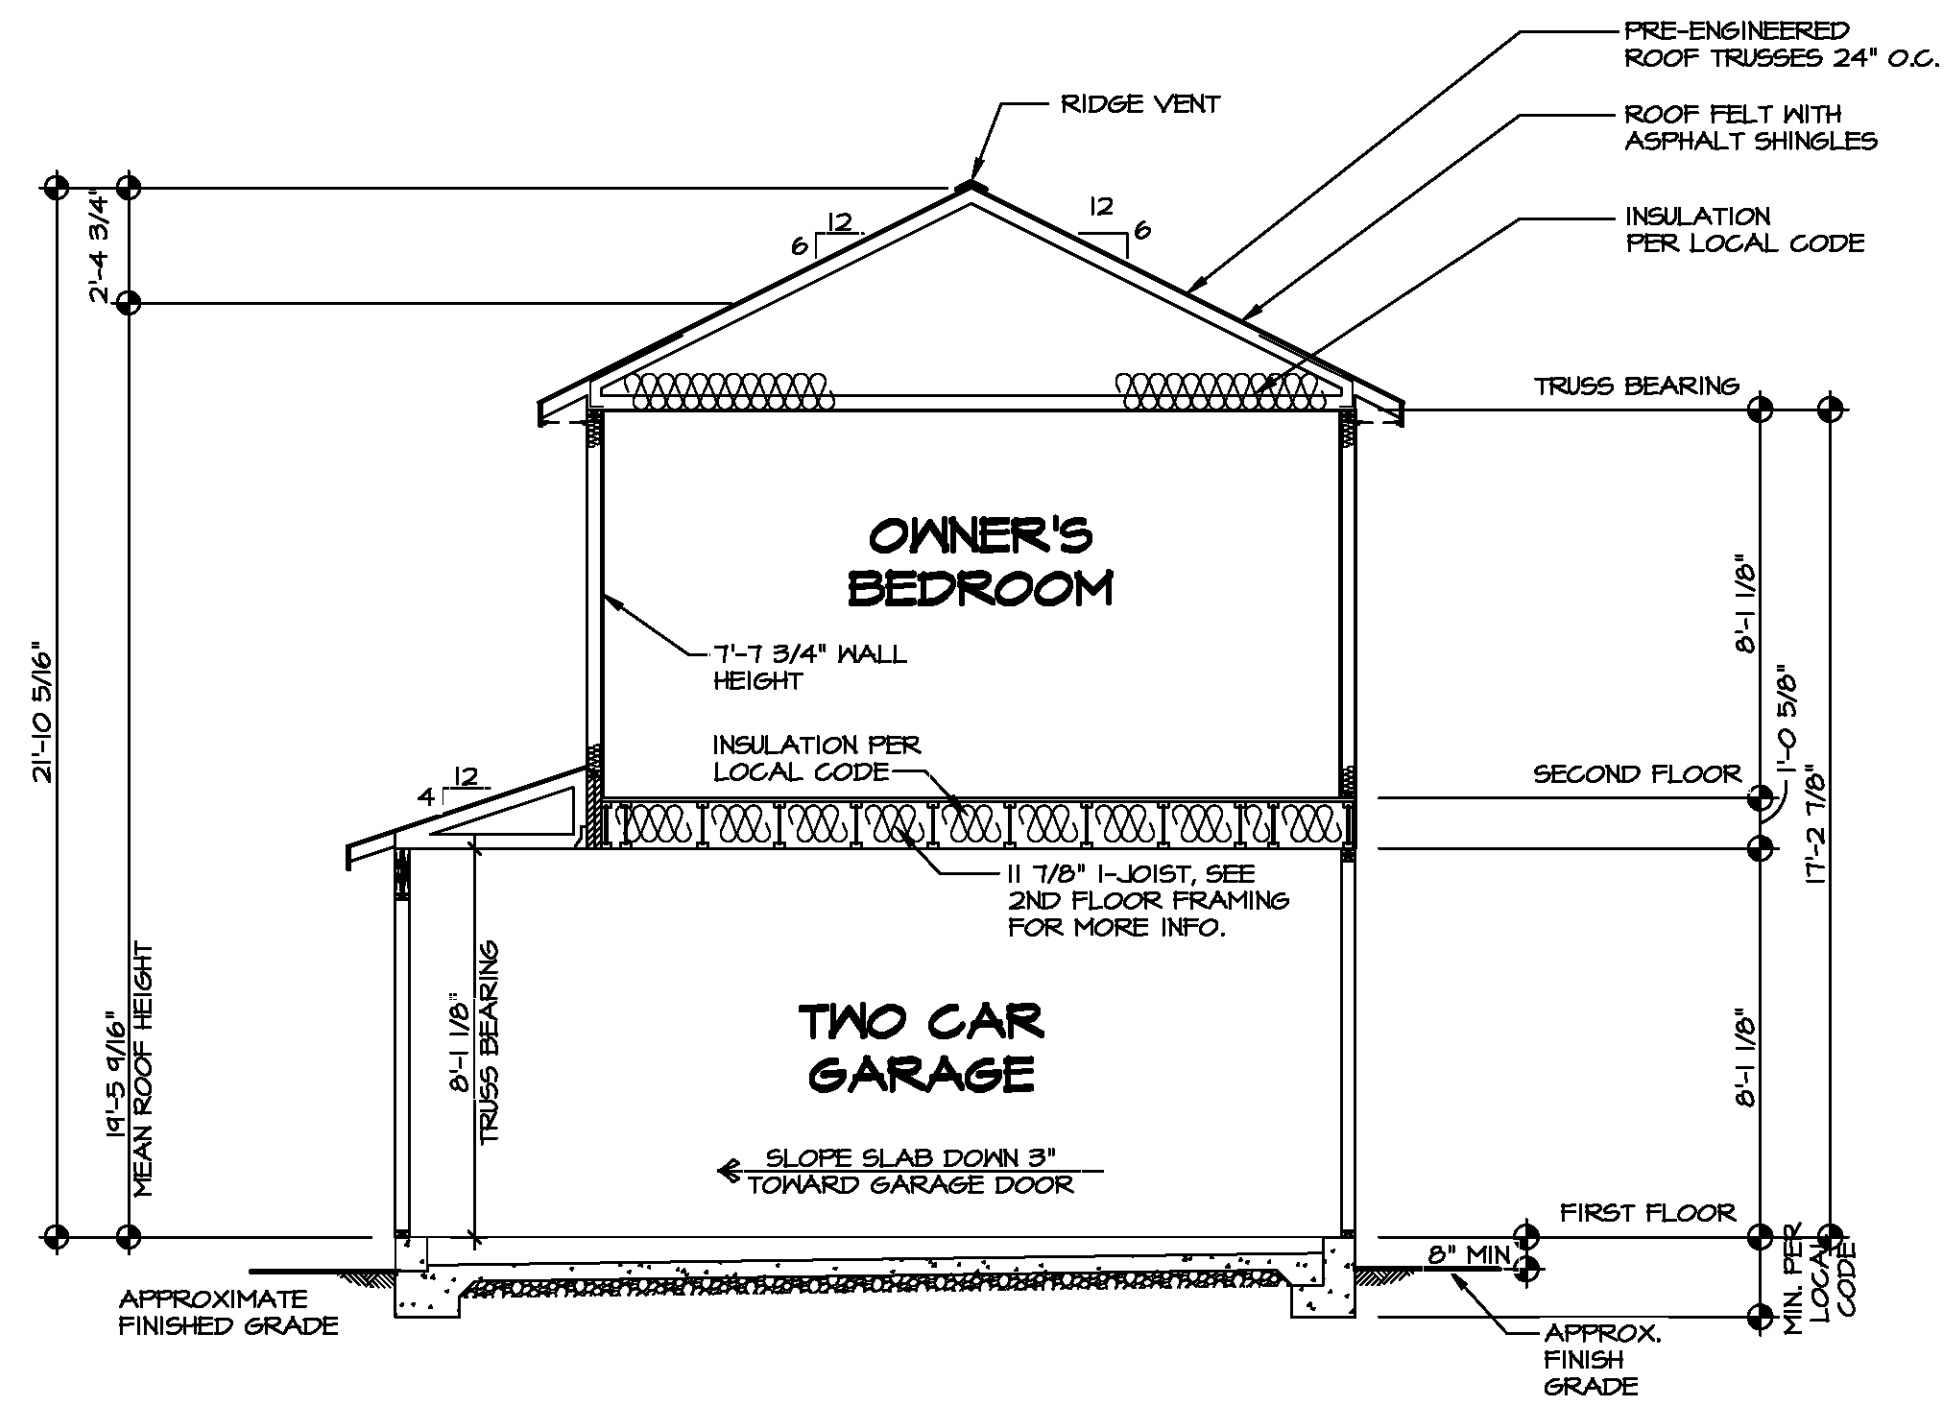 PRE-ENGINEERED
ROOF TRUSSES 24" O.C.
RIDGE VENT
ROOF FELT WITH
ASPHALT SHINGLES
12
6
12
6
INSULATION
PER LOCAL CODE
2'-4 3/4"
TRUSS BEARING
OWNER'S
BEDROOM
8'-1 1/8"
7'-7 3/4" WALL
HEIGHT
21'-10 5/16"
1'-0 5/8"
INSULATION PER
LOCAL CODE
SECOND FLOOR
12
4
17'-2 7/8"
11 7/8" I-JOIST, SEE
2ND FLOOR FRAMING
FOR MORE INFO.
19'-5 9/16"
MEAN ROOF HEIGHT
8'-1 1/8"
TRUSS BEARING
TWO CAR
GARAGE
8'-1 1/8"
SLOPE SLAB DOWN 3"
TOWARD GARAGE DOOR
FIRST FLOOR
8" MIN
MIN. PER
LOCAL
CODE
APPROXIMATE
FINISHED GRADE
APPROX.
FINISH
GRADE